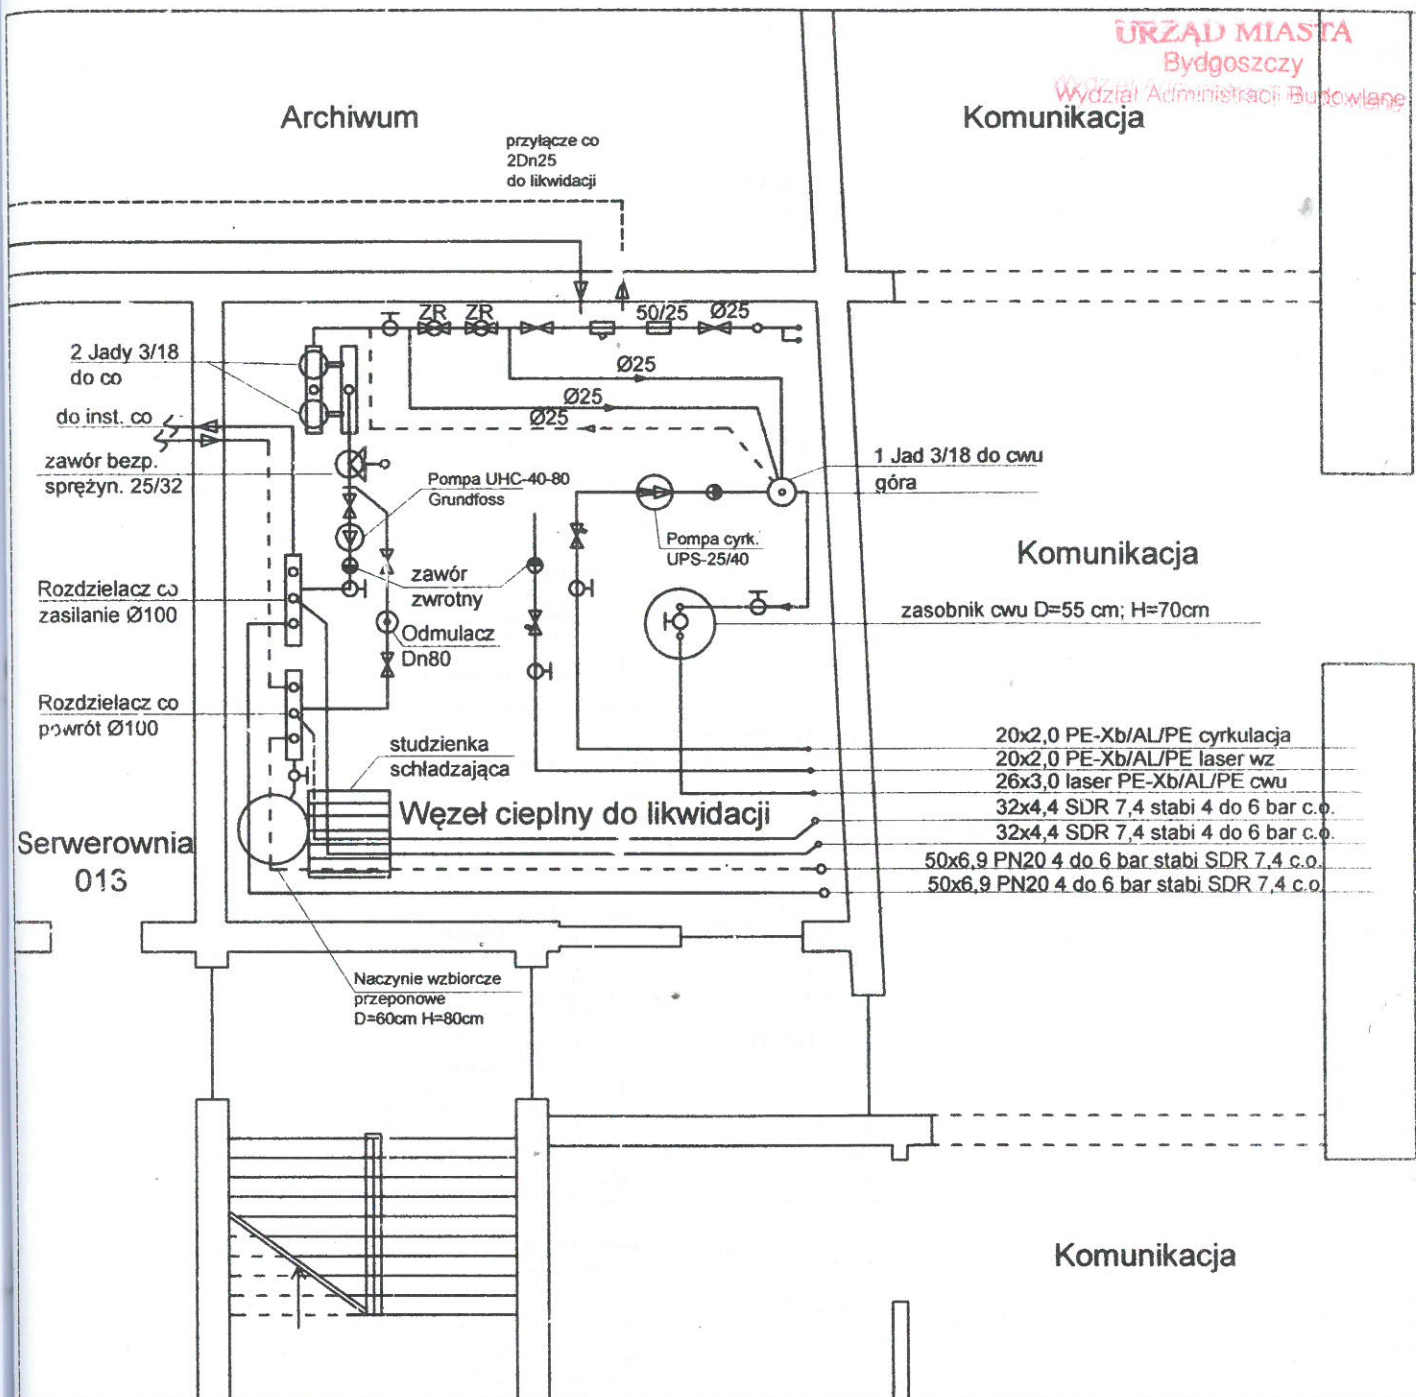 URZĄD MIASTA
Bydgoszczy
Wydział Administracji Budowlanej
Archiwum
Komunikacja
przyłącze co
2Dn25
do likwidacji
ZR
ZR
50/25
Ø25
2 Jady 3/18
do co
Ø25
Ø25
Ø25
do inst. co
zawór bezp.
sprężyn. 25/32
Pompa UHC-40-80
Grundfoss
1 Jad 3/18 do cwu
góra
Pompa cyrk.
UPS-25/40
Komunikacja
zawór
zwrotny
Rozdzielacz co
zasilanie Ø100
zasobnik cwu D=55 cm; H=70cm
Odmulacz
Dn80
Rozdzielacz co
powrót Ø100
studzienka
schładzająca
20x2,0 PE-Xb/AL/PE cyrkulacja
20x2,0 PE-Xb/AL/PE laser wz
26x3,0 laser PE-Xb/AL/PE cwu
32x4,4 SDR 7,4 stabi 4 do 6 bar c.o.
32x4,4 SDR 7,4 stabi 4 do 6 bar c.o.
50x6,9 PN20 4 do 6 bar stabi SDR 7,4 c.o.
50x6,9 PN20 4 do 6 bar stabi SDR 7,4 c.o.
Węzeł cieplny do likwidacji
Serwerownia
013
Naczynie wzbiorcze
przeponowe
D=60cm H=80cm
Komunikacja